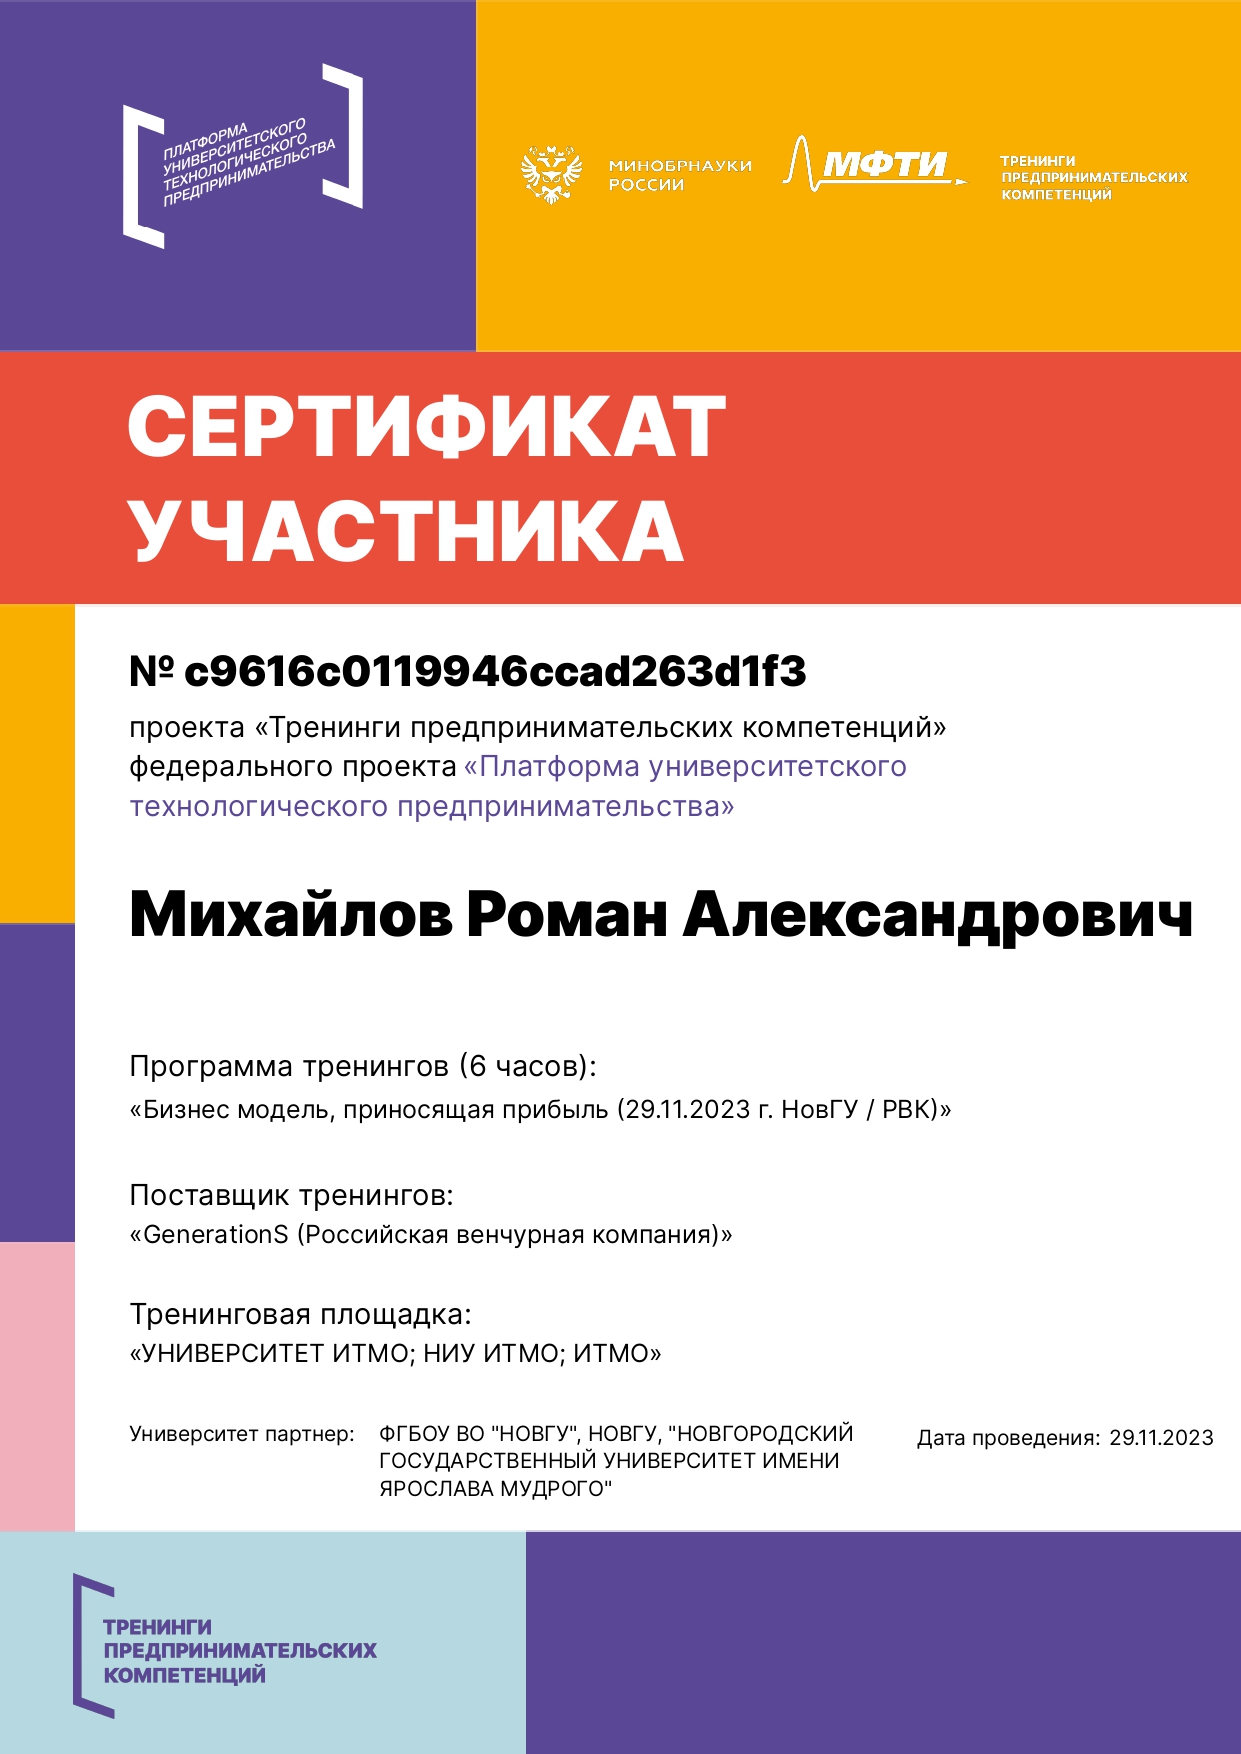 ПЛАТФОРМА
УНИВЕРСИТЕТСКОГО
ТЕХНОЛОГИЧЕСКОГО
ПРЕДПРИНИМАТЕЛЬСТВА
МИНОБРНАУКИ
РОССИИ
МФТИ
ТРЕНИНГИ
ПРЕДПРИНИМАТЕЛЬСКИХ
КОМПЕТЕНЦИЙ
СЕРТИФИКАТ
УЧАСТНИКА
№ c9616c0119946ccad263d1f3
проекта «Тренинги предпринимательских компетенций»
федерального проекта «Платформа университетского
технологического предпринимательства»
Михайлов Роман Александрович
Программа тренингов (6 часов):
«Бизнес модель, приносящая прибыль (29.11.2023 г. НовГУ / РВК)»
Поставщик тренингов:
«GenerationS (Российская венчурная компания)»
Тренинговая площадка:
«УНИВЕРСИТЕТ ИТМО; НИУ ИТМО; ИТМО»
Университет партнер: ФГБОУ ВО "НОВГУ", НОВГУ, "НОВГОРОДСКИЙ
ГОСУДАРСТВЕННЫЙ УНИВЕРСИТЕТ ИМЕНИ
ЯРОСЛАВА МУДРОГО"
Дата проведения: 29.11.2023
ТРЕНИНГИ
ПРЕДПРИНИМАТЕЛЬСКИХ
КОМПЕТЕНЦИЙ